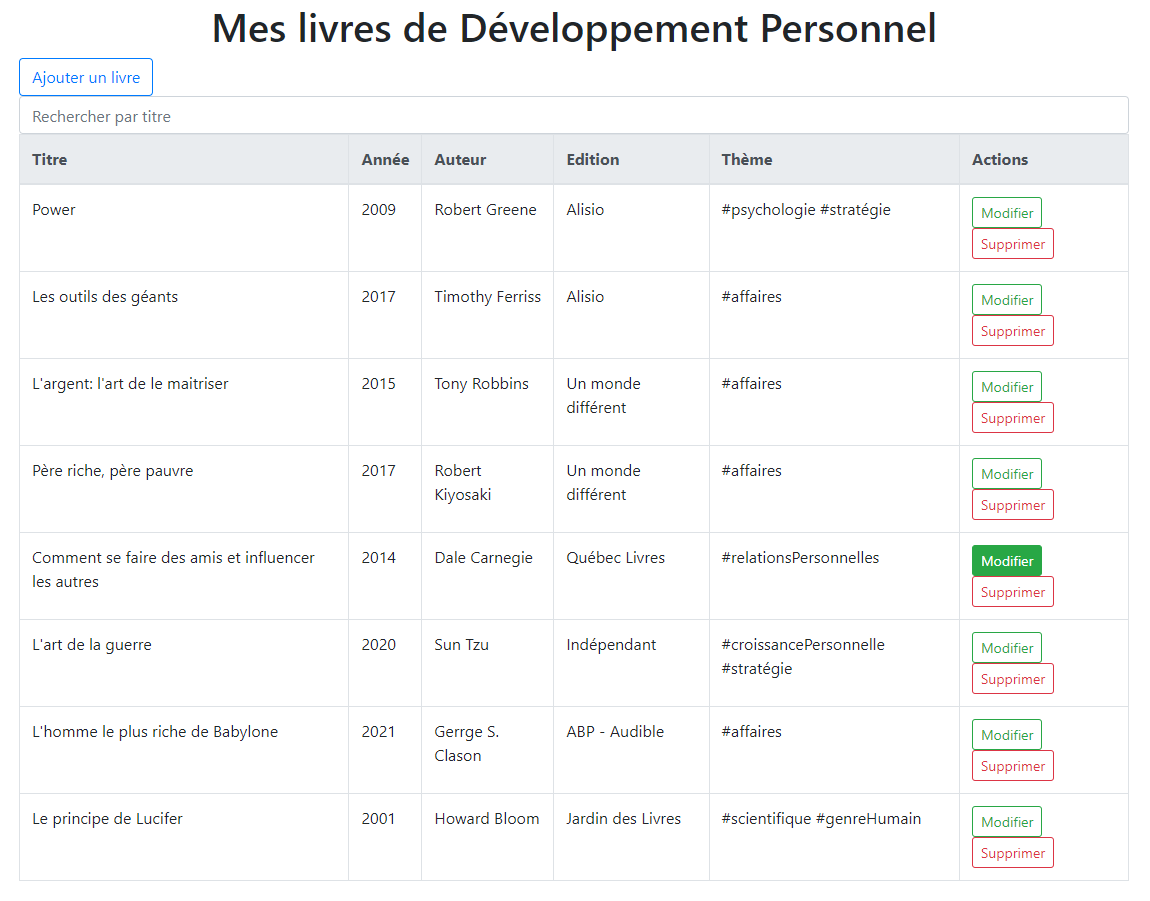 Mes livres de Développement Personnel
Ajouter un livre
Rechercher par titre
Titre Année Auteur Edition Thème Actions
Power 2009 Robert Greene Alisio #psychologie #stratégie Modifier
Supprimer
Les outils des géants 2017 Timothy Ferriss Alisio #affaires Modifier
Supprimer
L'argent: l'art de le maitriser 2015 Tony Robbins Un monde #affaires Modifier
différent Supprimer
Père riche, père pauvre 2017 Robert Un monde #affaires Modifier
Kiyosaki différent Supprimer
Comment se faire des amis et influencer 2014 Dale Carnegie Québec Livres #relationsPersonnelles Modifier
les autres Supprimer
L'art de la guerre 2020 Sun Tzu Indépendant #croissancePersonnelle Modifier
#stratégie Supprimer
L'homme le plus riche de Babylone 2021 Gerrge S. ABP - Audible #affaires Modifier
Clason Supprimer
Le principe de Lucifer 2001 Howard Bloom Jardin des Livres #scientifique #genreHumain Modifier
Supprimer